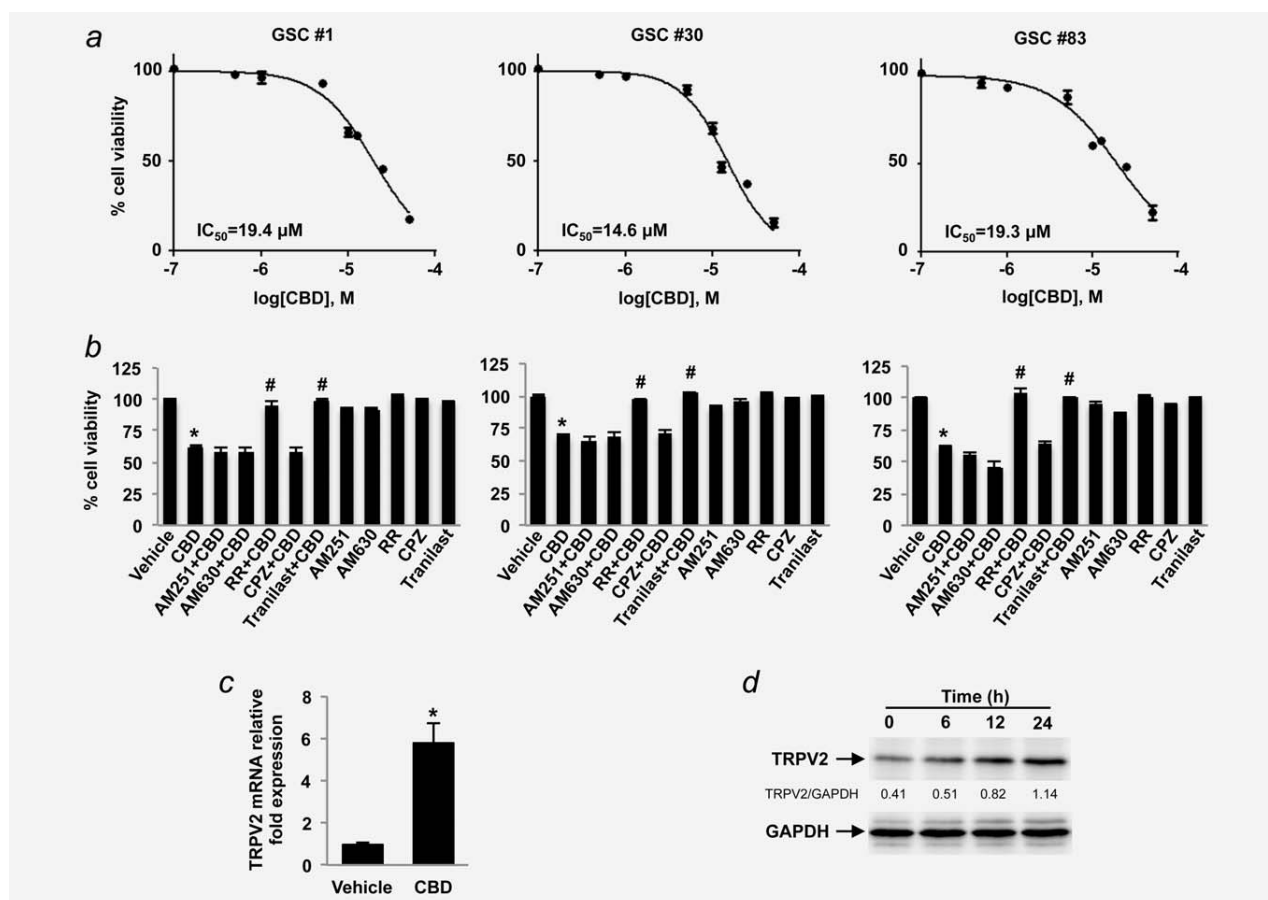 a
GSC #1
GSC #30
GSC #83
% cell viability
100
50
0
IC50=19.4 µM
-7
-6
-5
-4
log[CBD], M
100
50
0
IC50=14.6 µM
-7
-6
-5
-4
log[CBD], M
100
50
0
IC50=19.3 µM
-7
-6
-5
-4
log[CBD], M
b
% cell viability
125
100
75
50
25
0
*
#
#
Vehicle
CBD
AM251+CBD
AM630+CBD
RR+CBD
CPZ+CBD
Tranilast+CBD
AM251
AM630
RR
CPZ
Tranilast
125
100
75
50
25
0
*
#
#
Vehicle
CBD
AM251+CBD
AM630+CBD
RR+CBD
CPZ+CBD
Tranilast+CBD
AM251
AM630
RR
CPZ
Tranilast
125
100
75
50
25
0
*
#
#
Vehicle
CBD
AM251+CBD
AM630+CBD
RR+CBD
CPZ+CBD
Tranilast+CBD
AM251
AM630
RR
CPZ
Tranilast
c
TRPV2 mRNA relative
fold expression
8
6
4
2
0
*
Vehicle
CBD
d
Time (h)
0 6 12 24
TRPV2
TRPV2/GAPDH 0.41 0.51 0.82 1.14
GAPDH